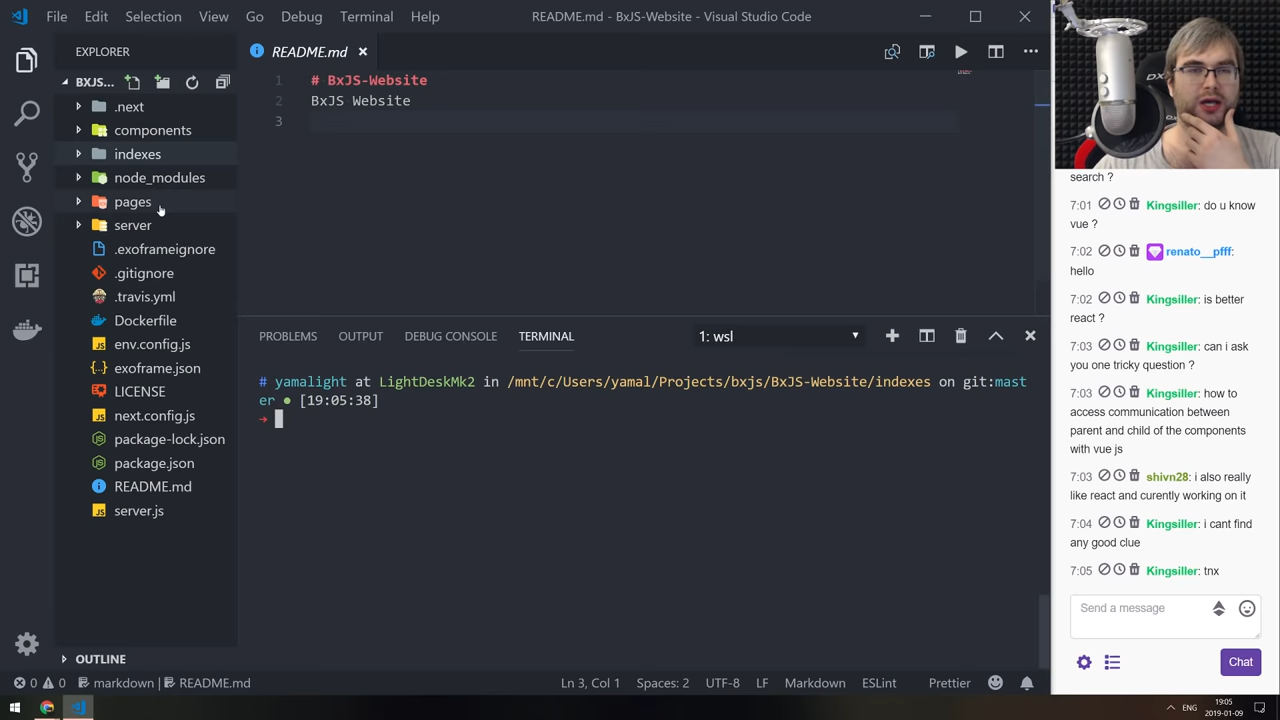 File Edit Selection View Go Debug Terminal Help
README.md - BxJS-Website - Visual Studio Code
EXPLORER
BXJS...
.next
components
indexes
node_modules
pages
server
.exoframeignore
.gitignore
.travis.yml
Dockerfile
env.config.js
exoframe.json
LICENSE
next.config.js
package-lock.json
package.json
README.md
server.js
OUTLINE
README.md
1 # BxJS-Website
2 BxJS Website
3
PROBLEMS OUTPUT DEBUG CONSOLE TERMINAL
1: wsl
# yamalight at LightDeskMk2 in /mnt/c/Users/yamal/Projects/bxjs/BxJS-Website/indexes on git:mast
er ● [19:05:38]
→
0 0 markdown | README.md
Ln 3, Col 1 Spaces: 2 UTF-8 LF Markdown ESLint Prettier
search ?
7:01 Kingsiller: do u know
vue ?
7:02 renato__pfff:
hello
7:02 Kingsiller: is better
react ?
7:03 Kingsiller: can i ask
you one tricky question ?
7:03 Kingsiller: how to
access communication between
parent and child of the components
with vue js
7:03 shivn28: i also really
like react and curently working on it
7:04 Kingsiller: i cant find
any good clue
7:05 Kingsiller: tnx
Send a message
Chat
ENG
19:05
2019-01-09